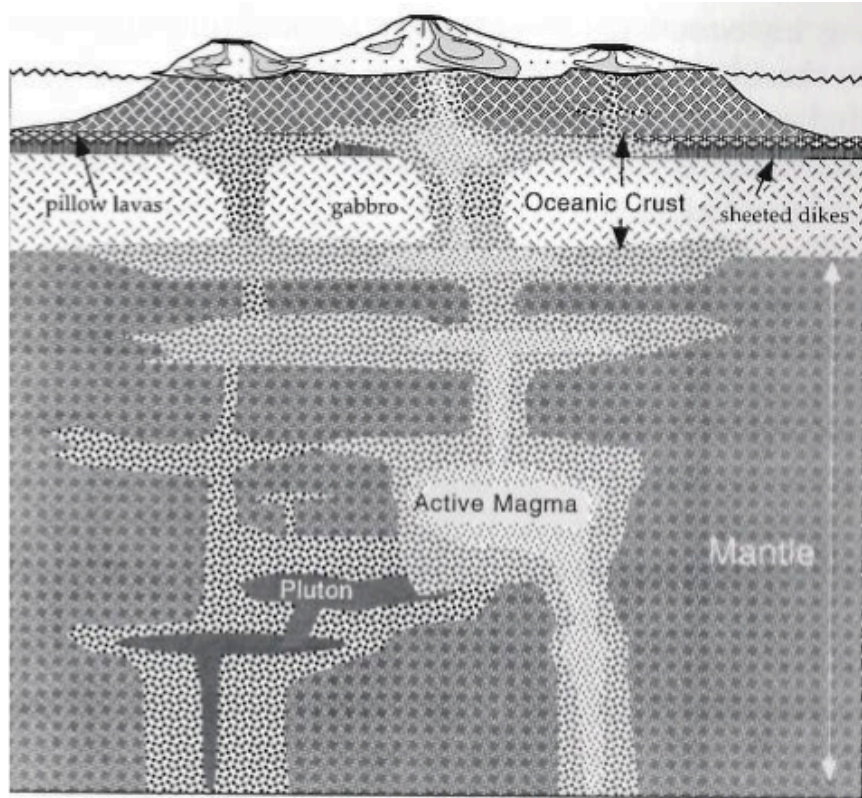 pillow lavas
gabbro
Oceanic Crust
sheeted dikes
Active Magma
Mantle
Pluton